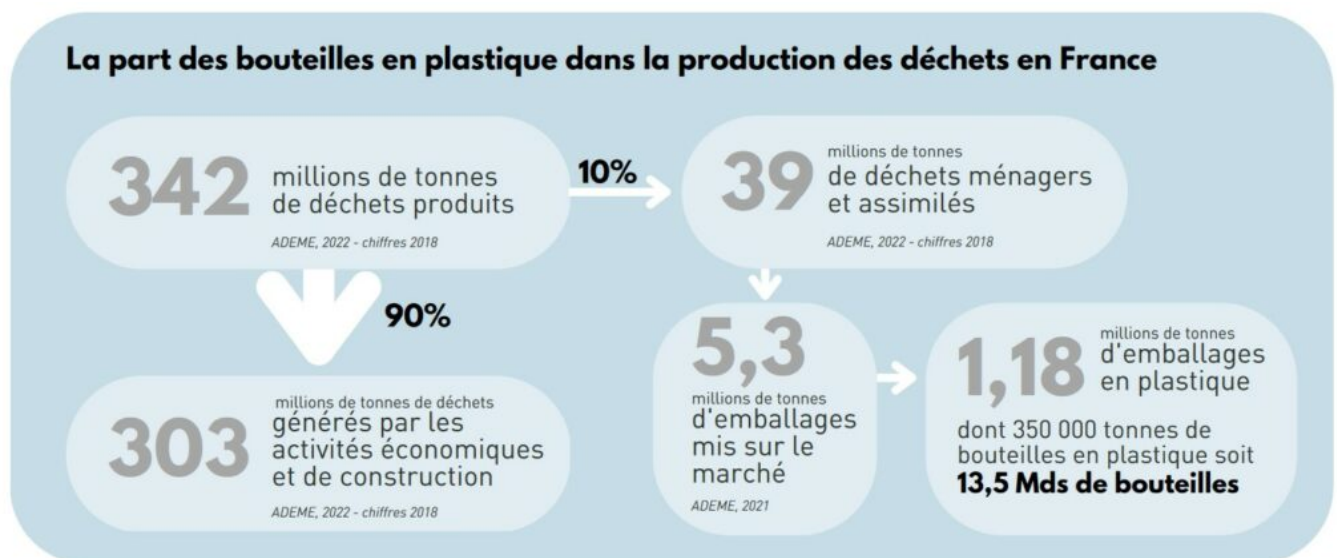 La part des bouteilles en plastique dans la production des déchets en France
342
millions de tonnes
de déchets produits
ADEME, 2022 - chiffres 2018
10%
39
millions de tonnes
de déchets ménagers
et assimilés
ADEME, 2022 - chiffres 2018
90%
303
millions de tonnes de déchets
générés par les
activités économiques
et de construction
ADEME, 2022 - chiffres 2018
5,3
millions de tonnes
d'emballages
mis sur le
marché
ADEME, 2021
1,18
millions de tonnes
d'emballages
en plastique
dont 350 000 tonnes de
bouteilles en plastique soit
13,5 Mds de bouteilles